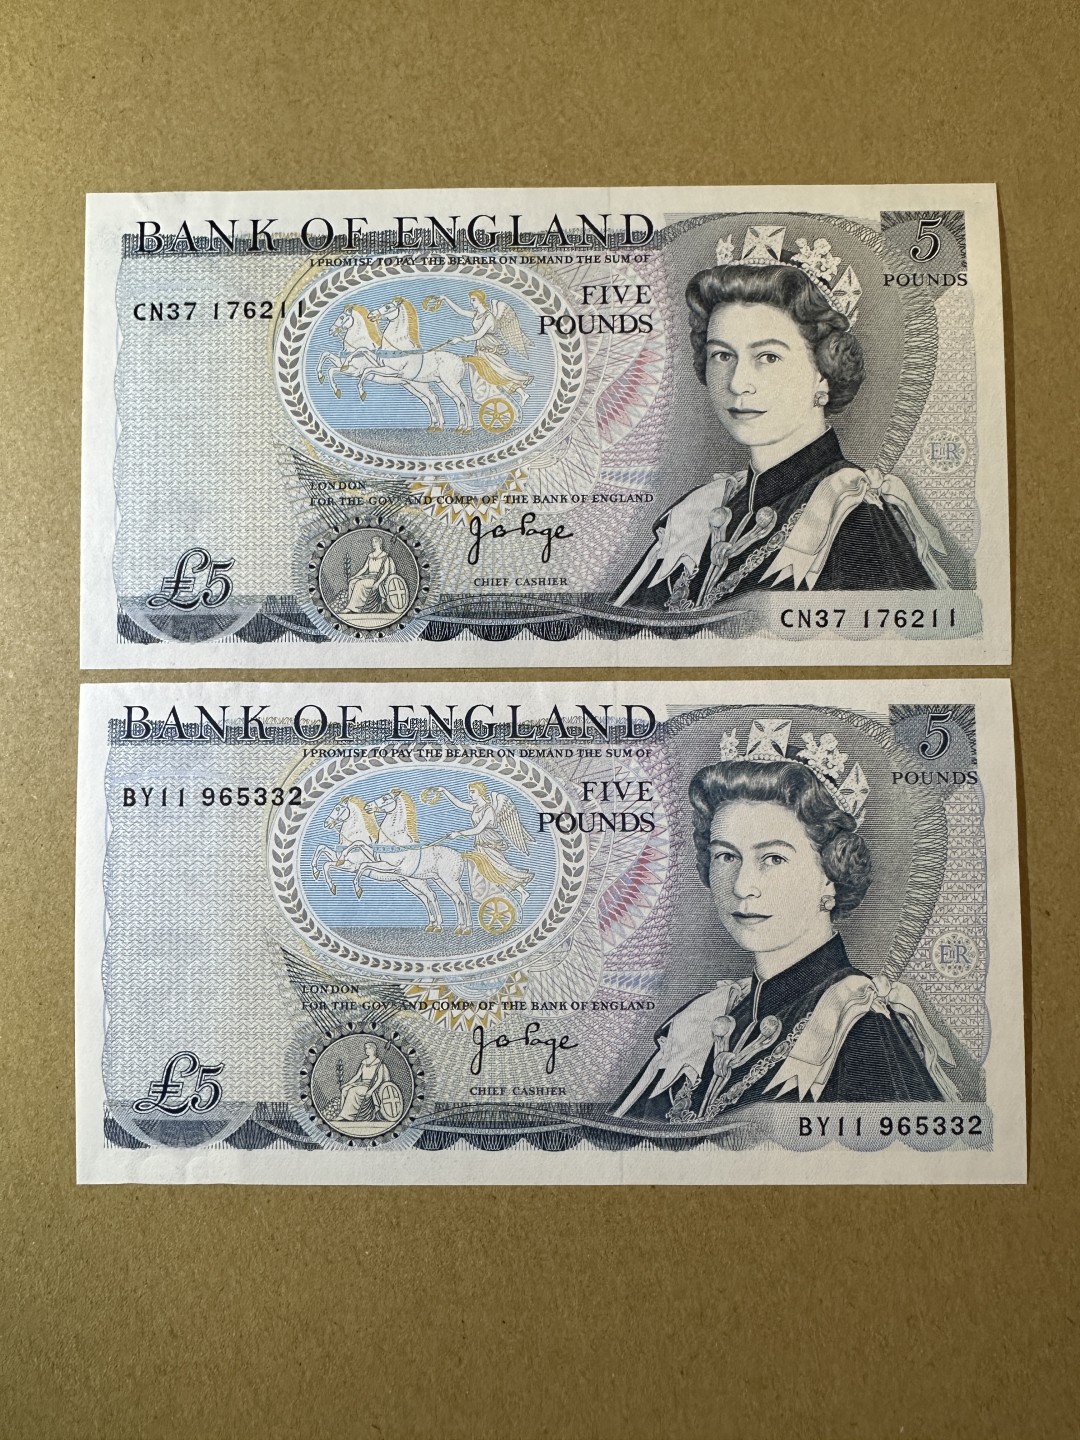 BANK OF ENGLAND
I PROMISE TO PAY THE BEARER ON DEMAND THE SUM OF
5
POUNDS
CN37 176211
FIVE
POUNDS
ER
LONDON
FOR THE GOVR AND COMPA OF THE BANK OF ENGLAND
J B Page
CHIEF CASHIER
£5
CN37 176211
BANK OF ENGLAND
I PROMISE TO PAY THE BEARER ON DEMAND THE SUM OF
5
POUNDS
BY11 965332
FIVE
POUNDS
ER
LONDON
FOR THE GOVR AND COMPA OF THE BANK OF ENGLAND
J B Page
CHIEF CASHIER
£5
BY11 965332